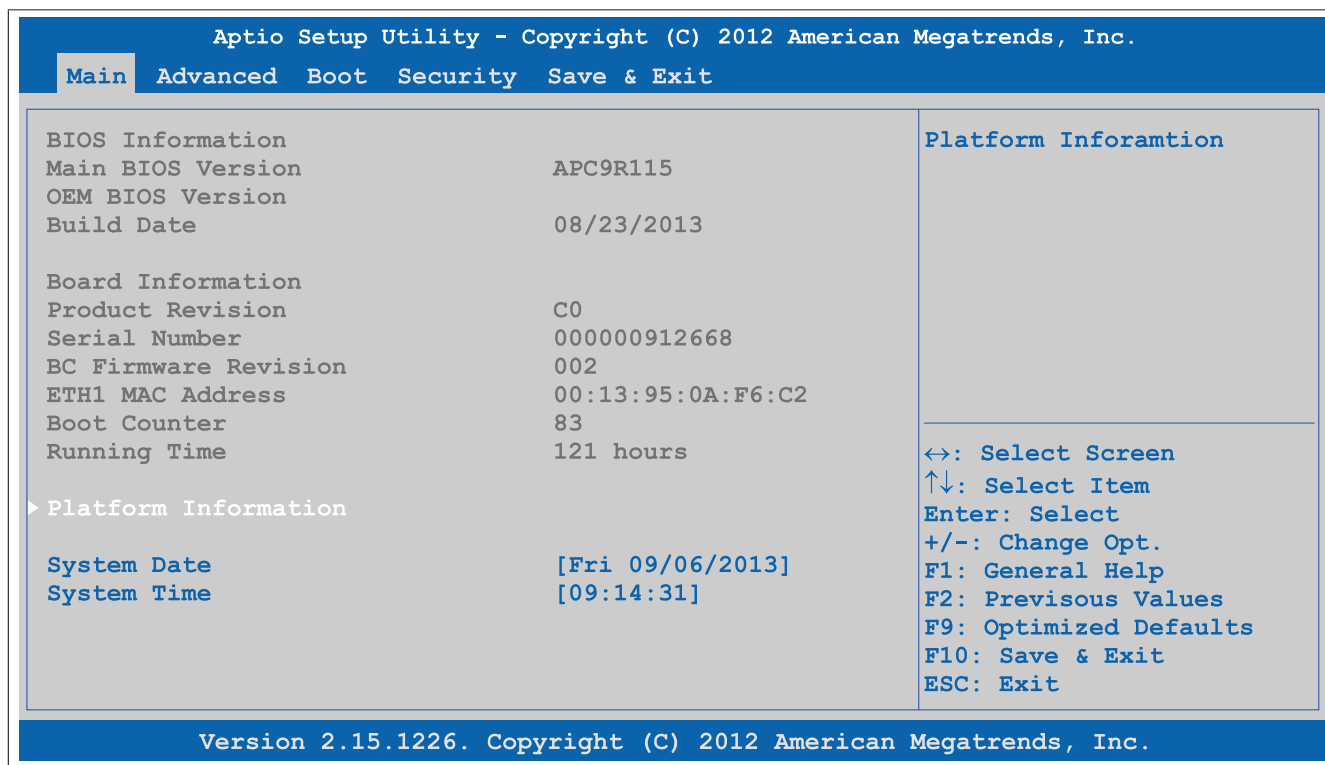 Aptio Setup Utility - Copyright (C) 2012 American Megatrends, Inc.
Main Advanced Boot Security Save & Exit
BIOS Information
Main BIOS Version APC9R115
OEM BIOS Version
Build Date 08/23/2013
Board Information
Product Revision C0
Serial Number 000000912668
BC Firmware Revision 002
ETH1 MAC Address 00:13:95:0A:F6:C2
Boot Counter 83
Running Time 121 hours
Platform Information
System Date [Fri 09/06/2013]
System Time [09:14:31]
Platform Inforamtion
↔: Select Screen
↑↓: Select Item
Enter: Select
+/-: Change Opt.
F1: General Help
F2: Previsous Values
F9: Optimized Defaults
F10: Save & Exit
ESC: Exit
Version 2.15.1226. Copyright (C) 2012 American Megatrends, Inc.